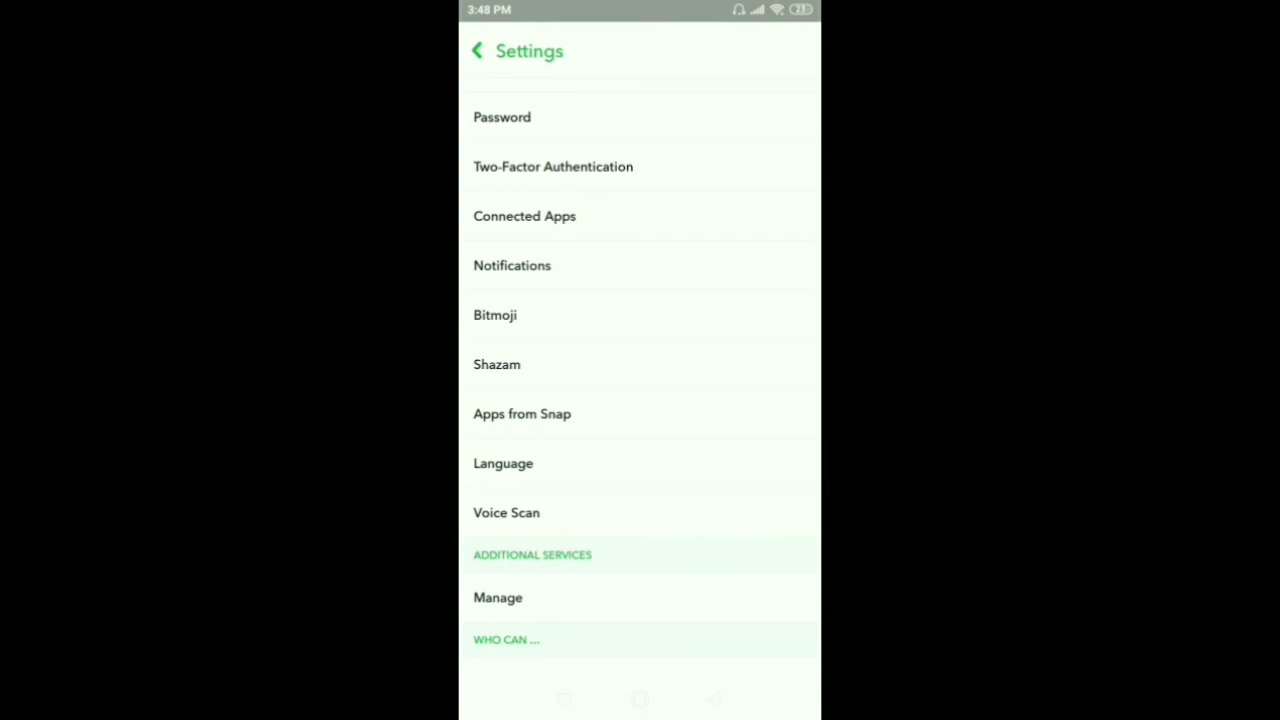 3:48 PM
23
Settings
Password
Two-Factor Authentication
Connected Apps
Notifications
Bitmoji
Shazam
Apps from Snap
Language
Voice Scan
ADDITIONAL SERVICES
Manage
WHO CAN ...